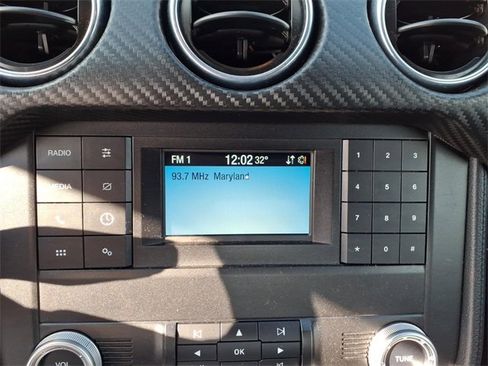 FM 1 12:02 32°
93.7 MHz Maryland
RADIO
MEDIA
1 2 3
4 5 6
7 8 9
* 0 #
OK
VOL
TUNE